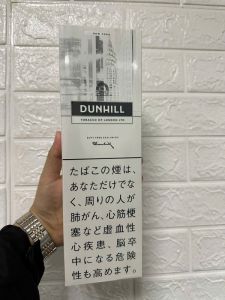 DUNHILL
TOBACCO OF LONDON LTD
たばこの煙は、
あなただけでな
く、周りの人が
肺がん、心筋梗
塞など虚血性
心疾患、脳卒
中になる危険
性も高めます。